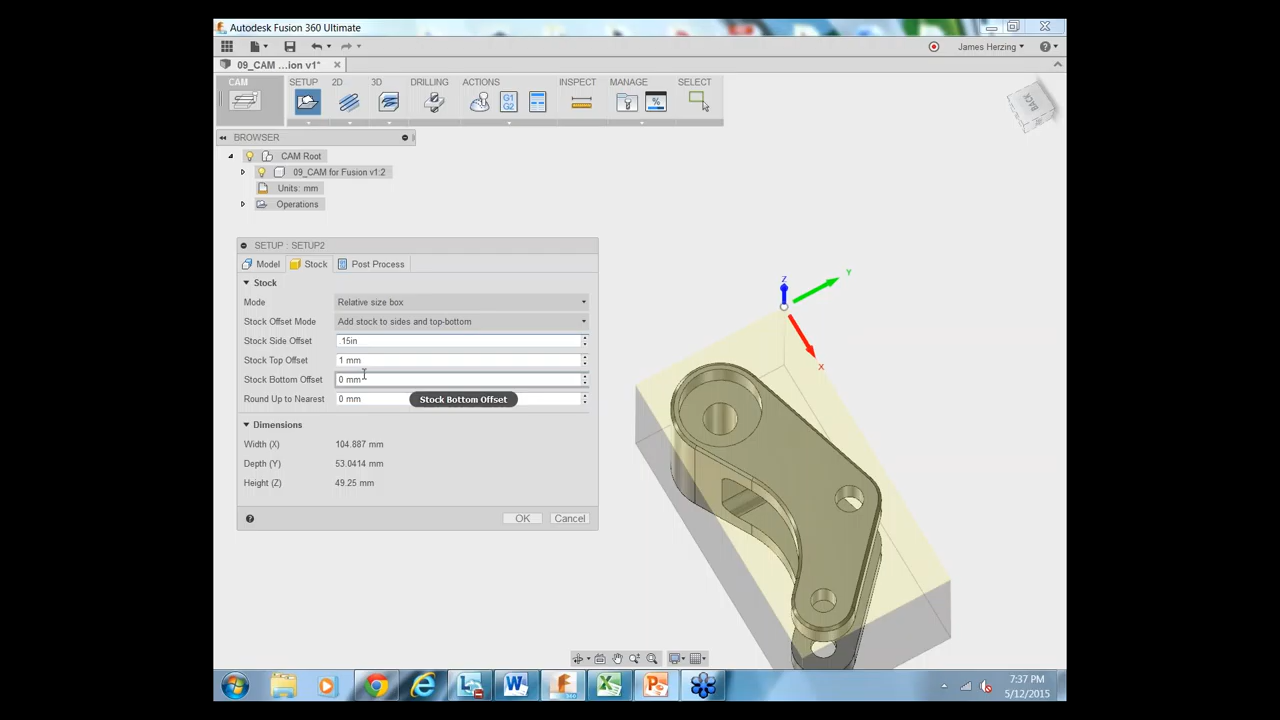 Autodesk Fusion 360 Ultimate
James Herzing
09_CAM ...ion v1*
CAM
SETUP 2D 3D DRILLING ACTIONS INSPECT MANAGE SELECT
G1
G2
%
BACK
BROWSER
CAM Root
09_CAM for Fusion v1:2
Units: mm
Operations
SETUP : SETUP2
Model Stock Post Process
Stock
Mode Relative size box
Stock Offset Mode Add stock to sides and top-bottom
Stock Side Offset .15in
Stock Top Offset 1 mm
Stock Bottom Offset 0 mm
Round Up to Nearest 0 mm
Stock Bottom Offset
Dimensions
Width (X) 104.887 mm
Depth (Y) 53.0414 mm
Height (Z) 49.25 mm
OK Cancel
Z
Y
X
7:37 PM
5/12/2015